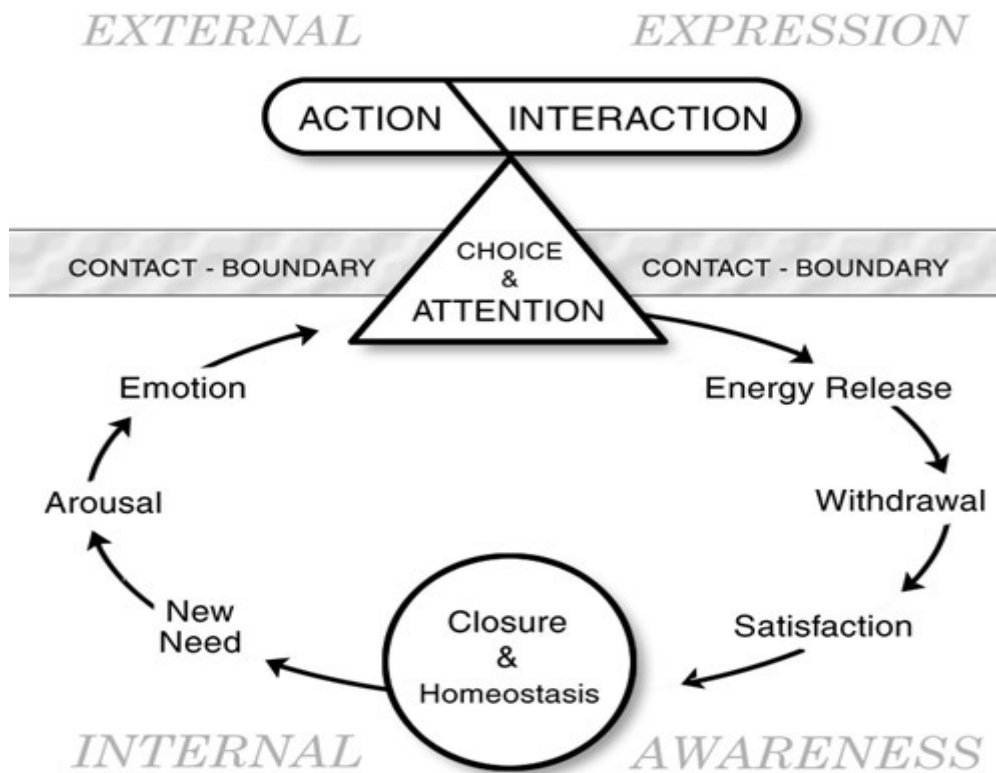 EXTERNAL EXPRESSION
ACTION INTERACTION
CHOICE
&
ATTENTION
CONTACT - BOUNDARY CONTACT - BOUNDARY
Emotion
Energy Release
Arousal
Withdrawal
New
Need
Satisfaction
Closure
&
Homeostasis
INTERNAL AWARENESS